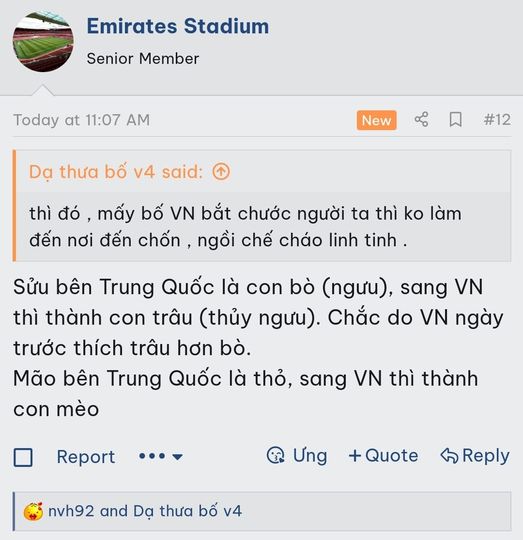 Emirates Stadium
Senior Member
Today at 11:07 AM
New
#12
Dạ thưa bố v4 said:
thì đó , mấy bố VN bắt chước người ta thì ko làm
đến nơi đến chốn , ngồi chế cháo linh tinh .
Sửu bên Trung Quốc là con bò (ngưu), sang VN
thì thành con trâu (thủy ngưu). Chắc do VN ngày
trước thích trâu hơn bò.
Mão bên Trung Quốc là thỏ, sang VN thì thành
con mèo
Report
Ưng
+Quote
Reply
nvh92 and Dạ thưa bố v4